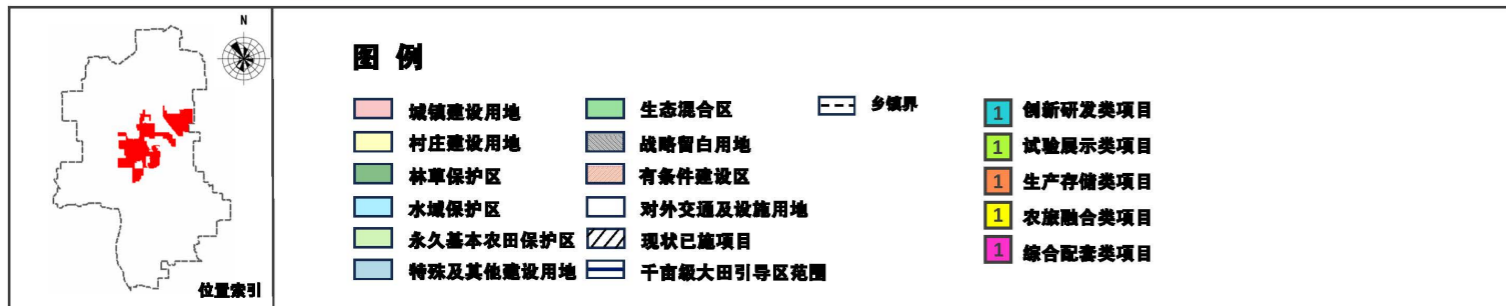 N
位置索引
图 例
城镇建设用地
村庄建设用地
林草保护区
水域保护区
永久基本农田保护区
特殊及其他建设用地
生态混合区
战略留白用地
有条件建设区
对外交通及设施用地
现状已施项目
千亩级大田引导区范围
乡镇界
1 创新研发类项目
1 试验展示类项目
1 生产存储类项目
1 农旅融合类项目
1 综合配套类项目